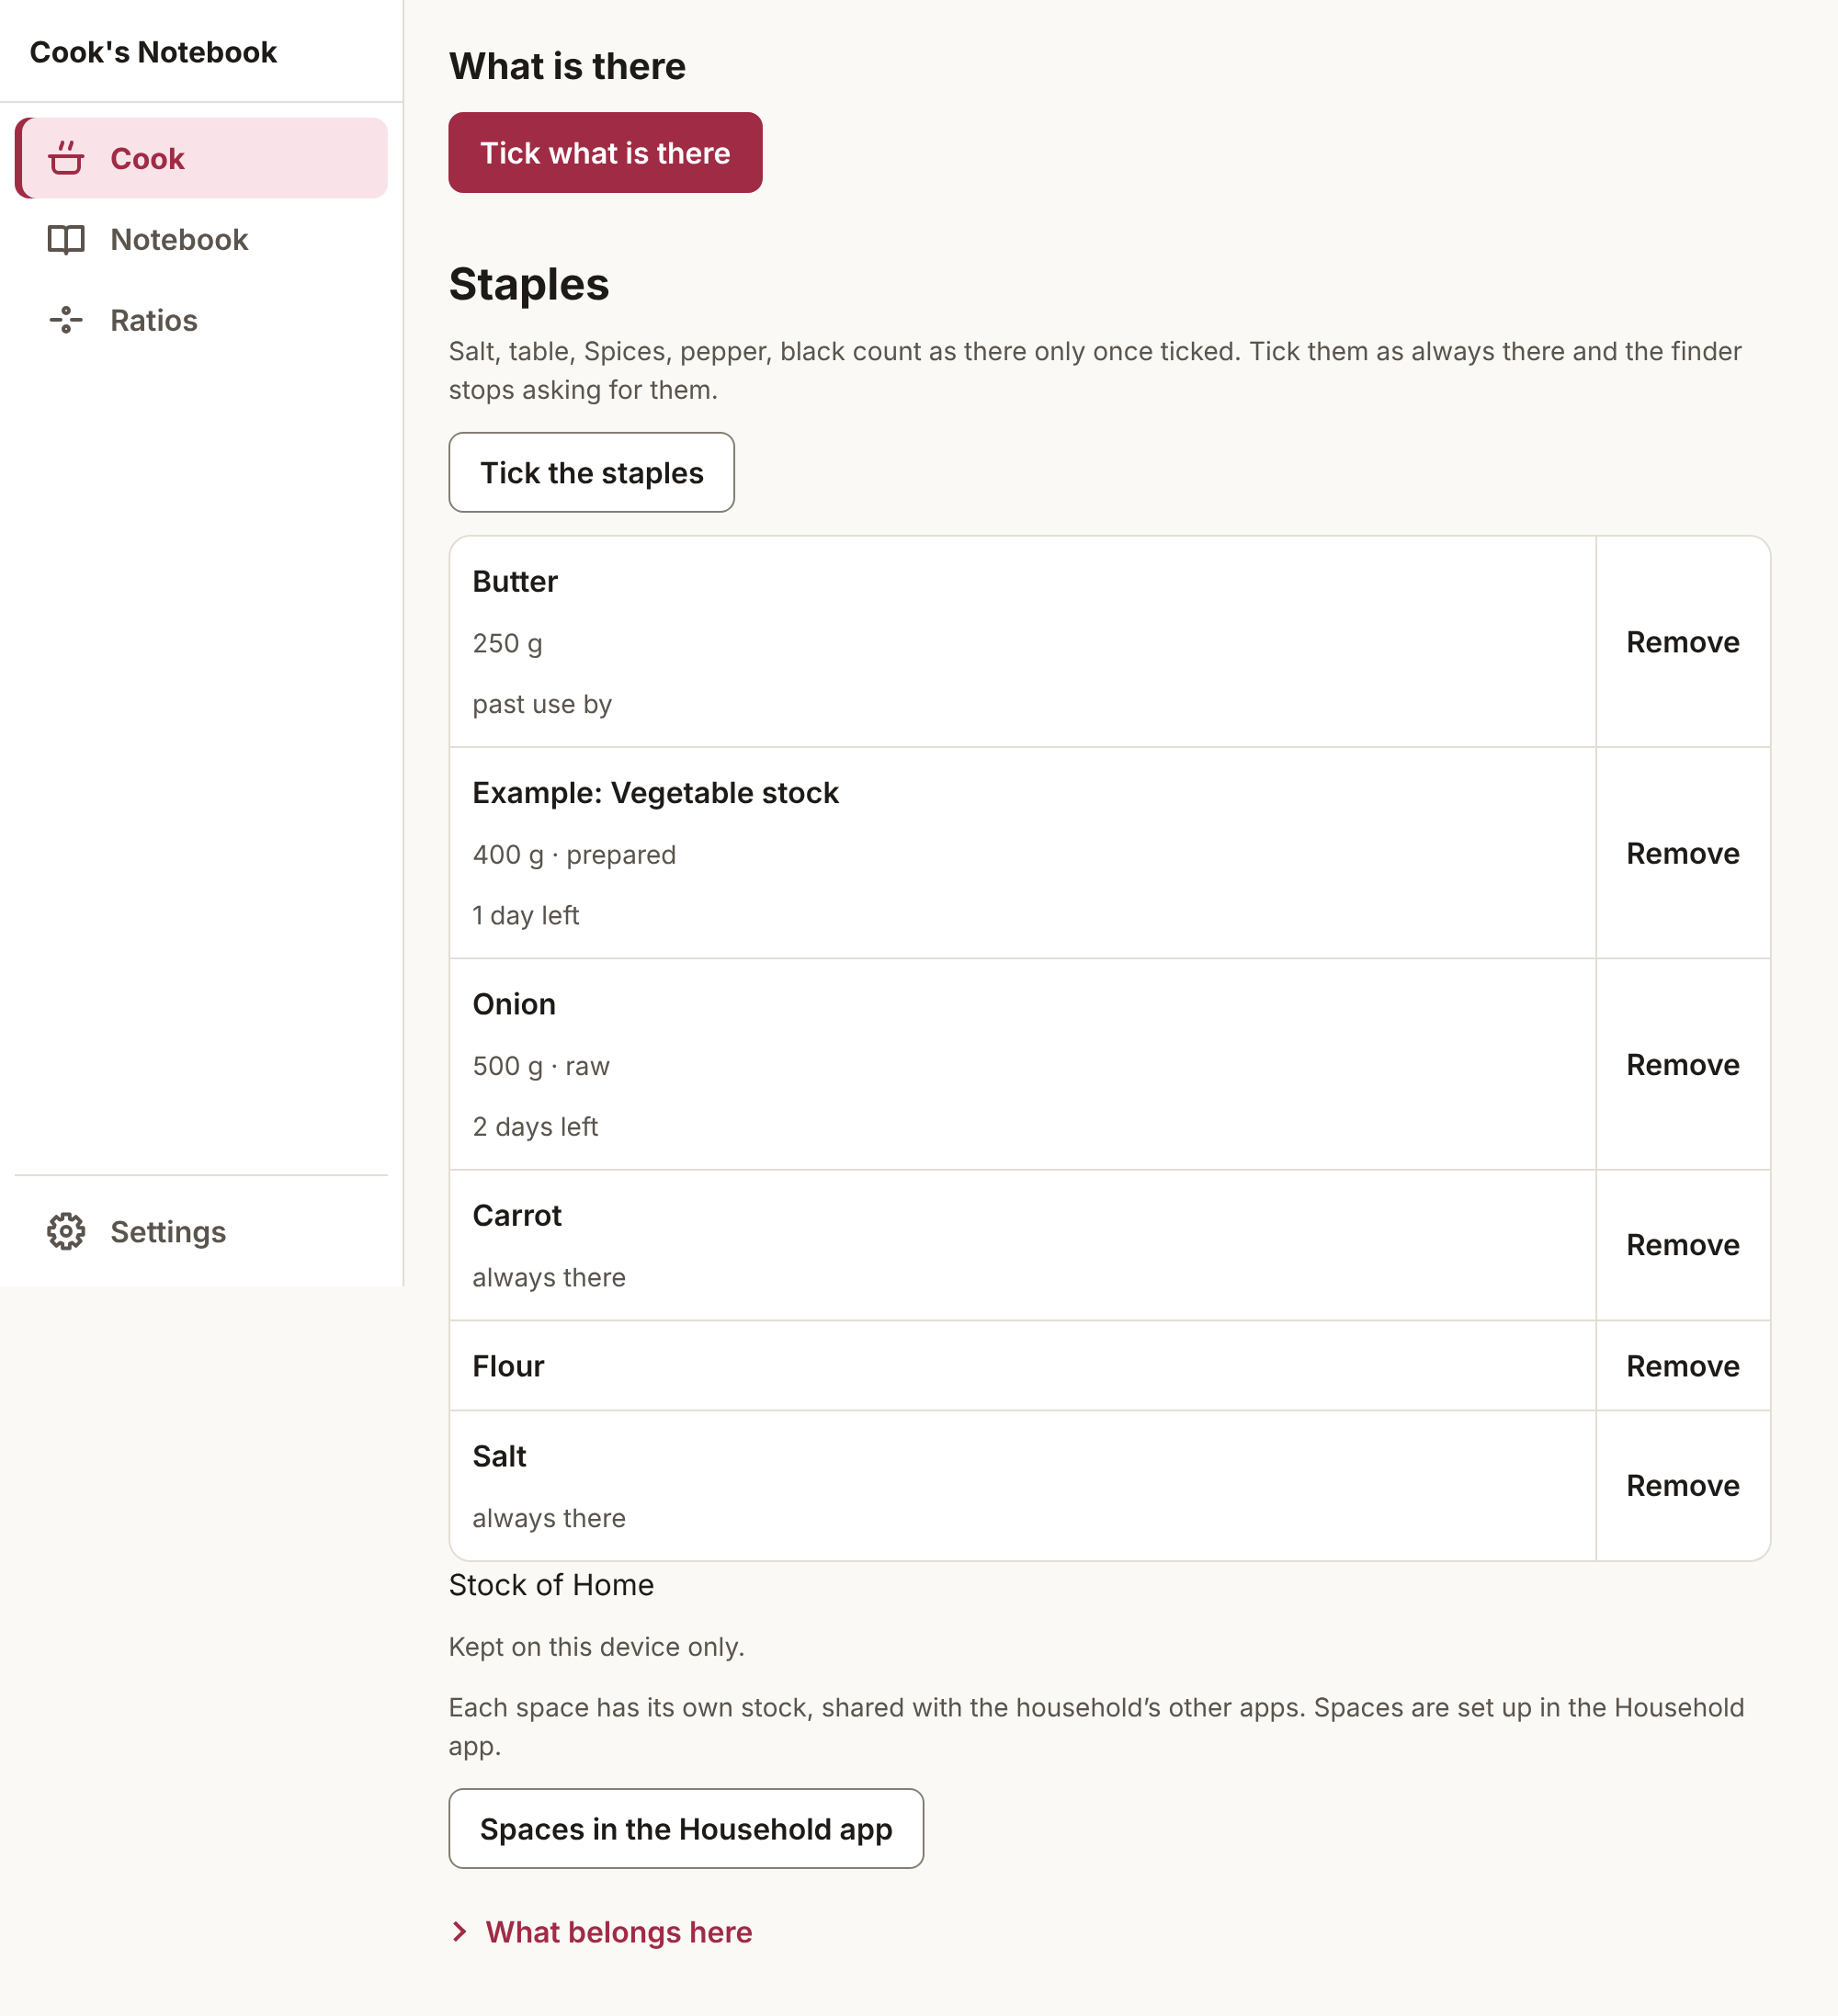 Cook's Notebook
Cook
Notebook
Ratios
Settings
What is there
Tick what is there
Staples
Salt, table, Spices, pepper, black count as there only once ticked. Tick them as always there and the finder
stops asking for them.
Tick the staples
Butter
250 g
past use by
Remove
Example: Vegetable stock
400 g · prepared
1 day left
Remove
Onion
500 g · raw
2 days left
Remove
Carrot
always there
Remove
Flour
Remove
Salt
always there
Remove
Stock of Home
Kept on this device only.
Each space has its own stock, shared with the household’s other apps. Spaces are set up in the Household
app.
Spaces in the Household app
What belongs here